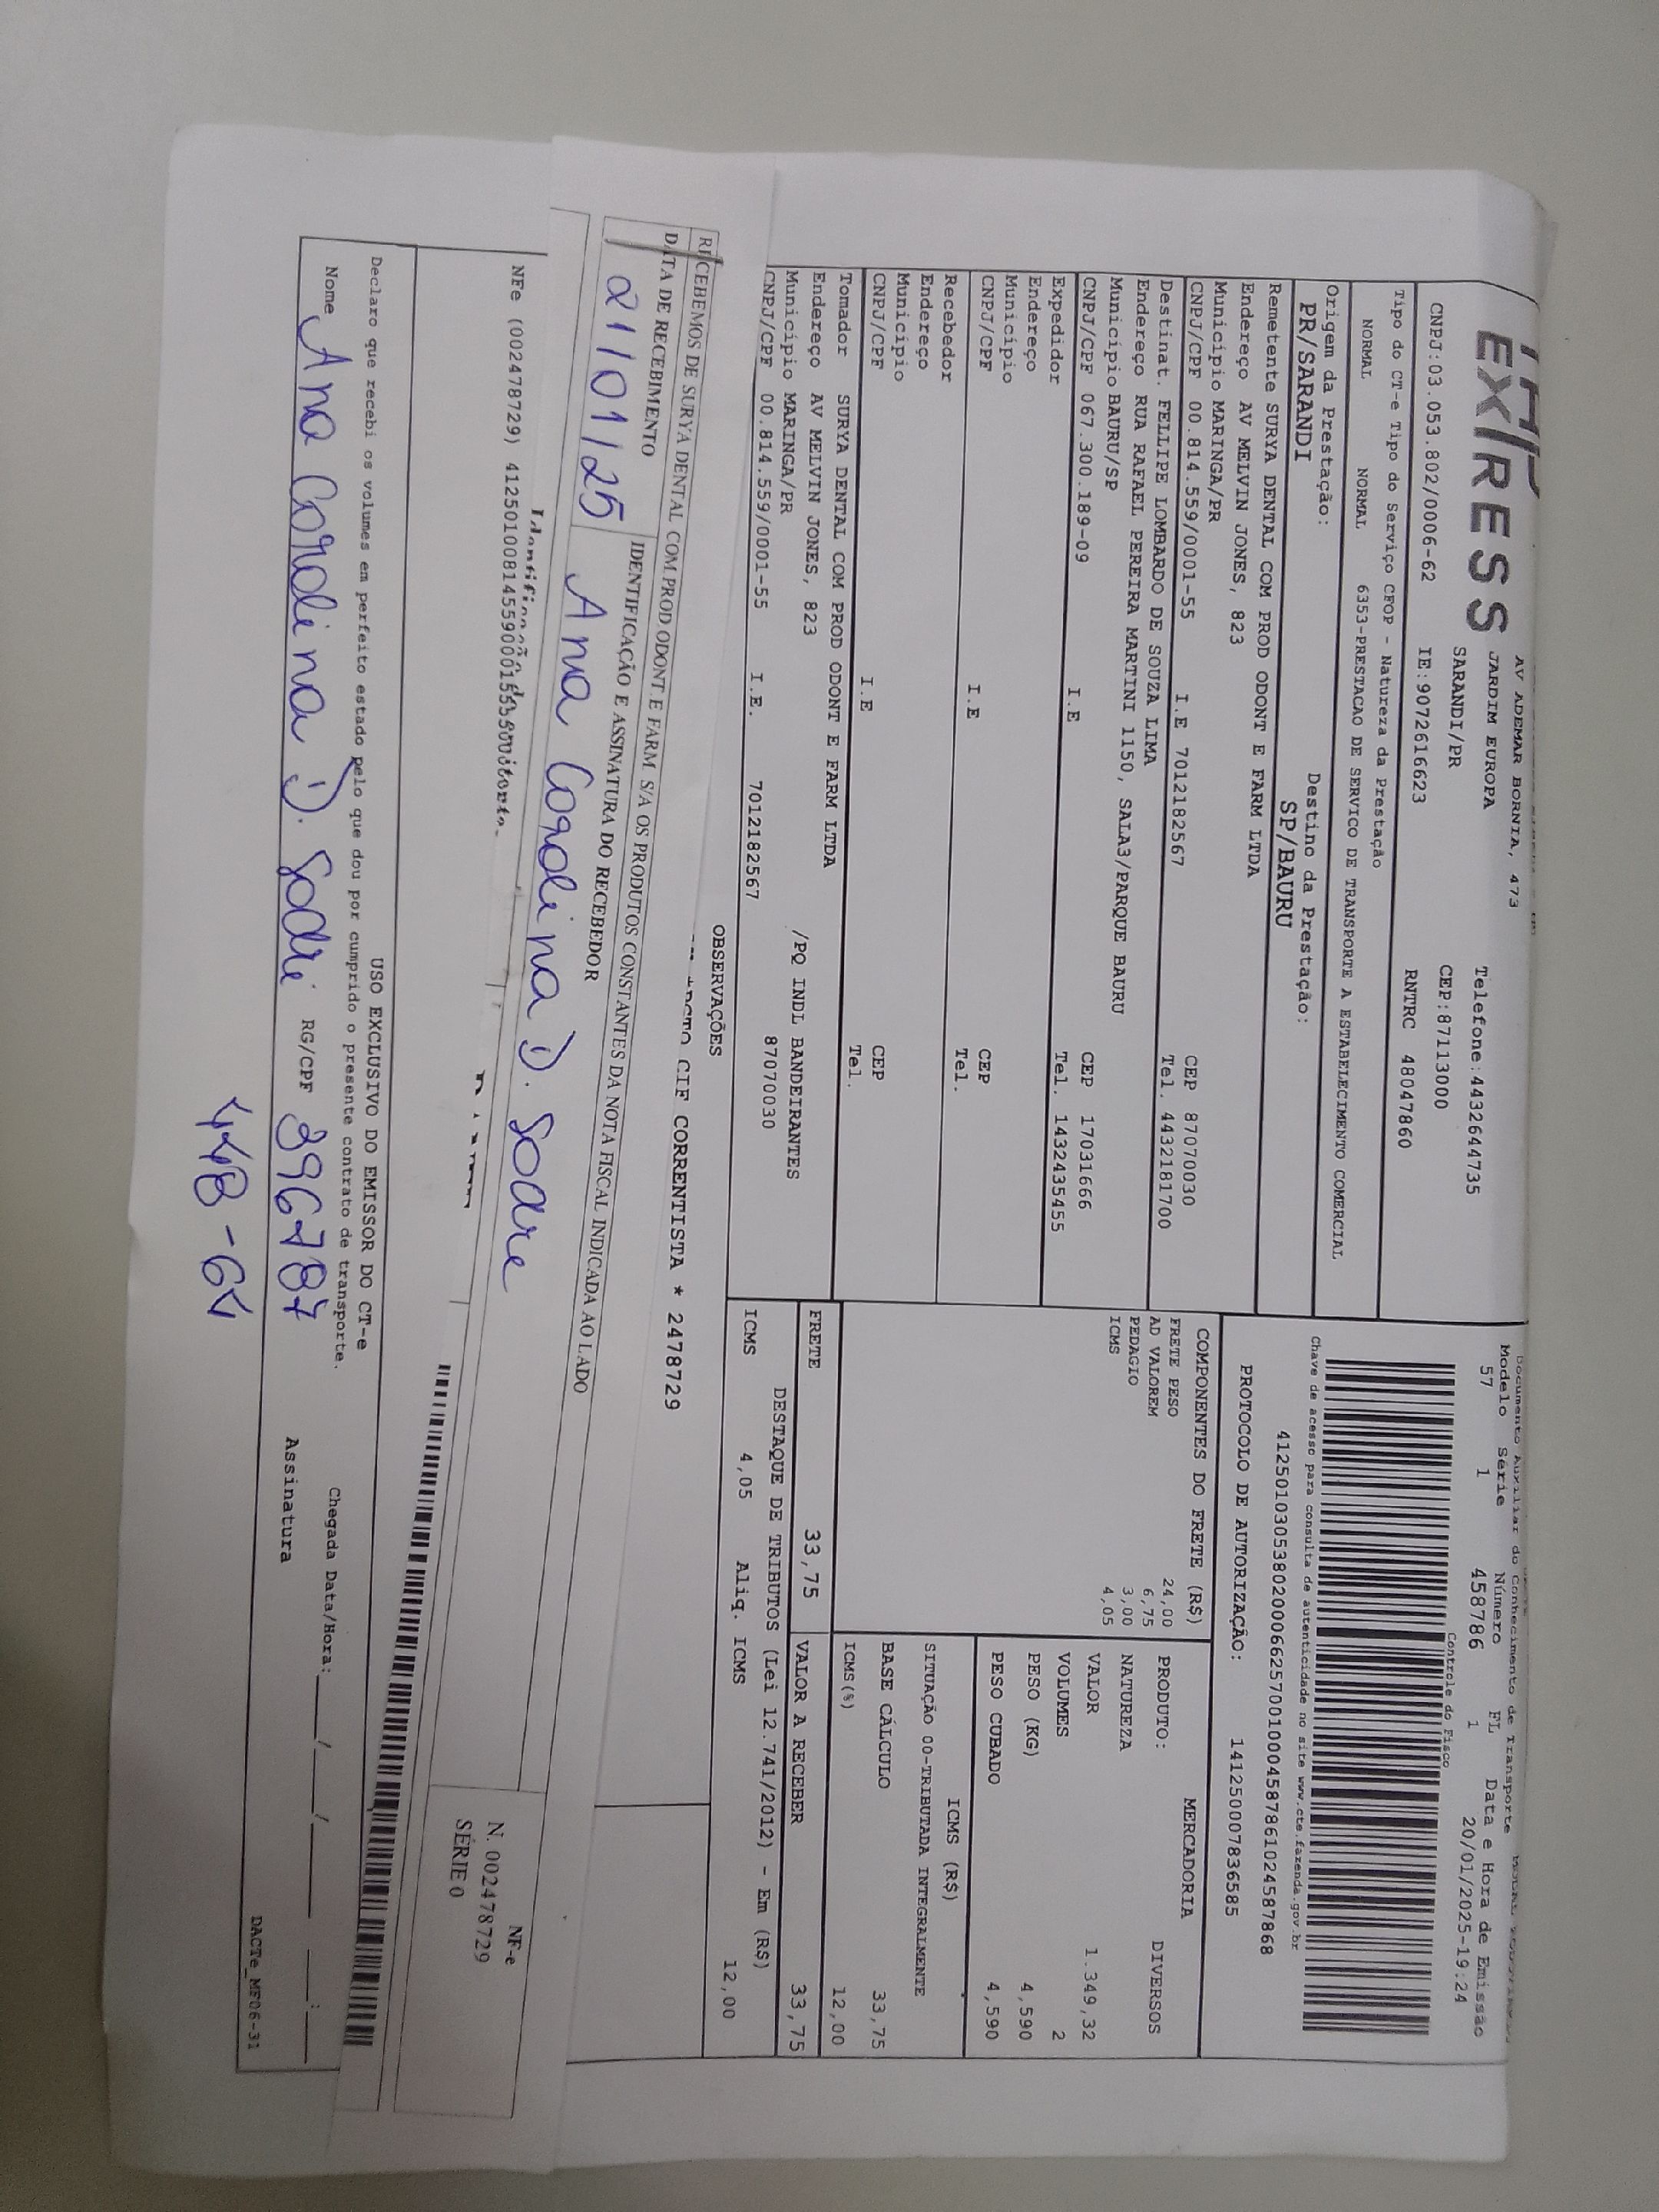 EXPRESS
AV ADEMAR BORNIA, 473
JARDIM EUROPA
SARANDI/PR
Telefone:4432644735
CEP:87113000
CNPJ:03.053.802/0006-62 IE:9072616623 RNTRC 48047860
Tipo do CT-e Tipo do Serviço CFOP - Natureza da Prestação
NORMAL NORMAL 6353-PRESTACAO DE SERVICO DE TRANSPORTE A ESTABELECIMENTO COMERCIAL
Origem da Prestação: Destino da Prestação:
PR/SARANDI SP/BAURU
Documento Auxiliar do Conhecimento de Transporte
Modelo Série Número FL Data e Hora de Emissão
57 1 458786 1 20/01/2025-19:24
Controle do Fisco
Chave de acesso para consulta de autenticidade no site www.cte.fazenda.gov.br
41250103053802000662570010004587861024587868
PROTOCOLO DE AUTORIZAÇÃO: 141250007836585
Remetente SURYA DENTAL COM PROD ODONT E FARM LTDA
Endereço AV MELVIN JONES, 823
Município MARINGA/PR CEP 87070030
CNPJ/CPF 00.814.559/0001-55 I.E 7012182567 Tel. 4432181700
Destinat. FELLIPE LOMBARDO DE SOUZA LIMA
Endereço RUA RAFAEL PEREIRA MARTINI 1150, SALA3/PARQUE BAURU
Município BAURU/SP CEP 17031666
CNPJ/CPF 067.300.189-09 I.E Tel. 1432435455
Expedidor
Endereço
Município CEP
CNPJ/CPF I.E Tel.
Recebedor
Endereço
Município CEP
CNPJ/CPF I.E Tel.
Tomador SURYA DENTAL COM PROD ODONT E FARM LTDA
Endereço AV MELVIN JONES, 823 /PQ INDL BANDEIRANTES
Município MARINGA/PR 87070030
CNPJ/CPF 00.814.559/0001-55 I.E. 7012182567
COMPONENTES DO FRETE (R$)
FRETE PESO 24,00
AD VALOREM 6,75
PEDAGIO 3,00
ICMS 4,05
MERCADORIA
PRODUTO: DIVERSOS
NATUREZA
VALOR 1.349,32
VOLUMES 2
PESO (KG) 4,590
PESO CUBADO 4,590
ICMS (R$)
SITUAÇÃO 00-TRIBUTADA INTEGRALMENTE
BASE CÁLCULO 33,75
ICMS(%) 12,00
FRETE 33,75 VALOR A RECEBER 33,75
DESTAQUE DE TRIBUTOS (Lei 12.741/2012) - Em (R$)
ICMS 4,05 Aliq. ICMS 12,00
OBSERVAÇÕES
CIF CORRENTISTA * 2478729
RECEBEMOS DE SURYA DENTAL COM PROD. ODONT. E FARM. S/A OS PRODUTOS CONSTANTES DA NOTA FISCAL INDICADA AO LADO
DATA DE RECEBIMENTO IDENTIFICAÇÃO E ASSINATURA DO RECEBEDOR
21/01/25 Ana Carolina D. Sodre
NF-e
N. 002478729
SÉRIE 0
NFe (002478729)
USO EXCLUSIVO DO EMISSOR DO CT-e
Declaro que recebi os volumes em perfeito estado pelo que dou por cumprido o presente contrato de transporte.
Chegada Data/Hora:____/____/____ ___:___
Nome Ana Carolina D. Sodre RG/CPF 396787 Assinatura
448-64
DACTe_MF06-31